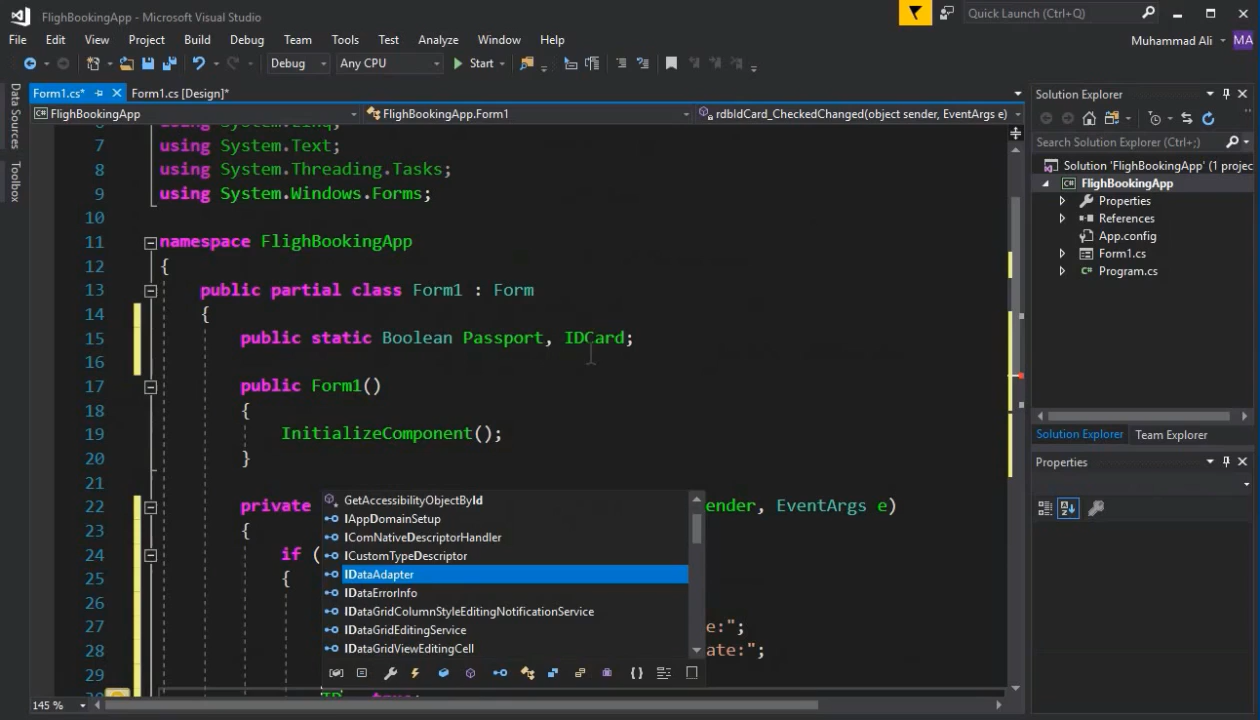 FlighBookingApp - Microsoft Visual Studio
Quick Launch (Ctrl+Q)
File Edit View Project Build Debug Team Tools Test Analyze Window Help
Muhammad Ali MA
Debug Any CPU Start
Form1.cs* Form1.cs [Design]*
FlighBookingApp FlighBookingApp.Form1 rdbIdCard_CheckedChanged(object sender, EventArgs e)
Data Sources
Toolbox
7 using System.Text;
8 using System.Threading.Tasks;
9 using System.Windows.Forms;
10
11 namespace FlighBookingApp
12 {
13 public partial class Form1 : Form
14 {
15 public static Boolean Passport, IDCard;
16
17 public Form1()
18 {
19 InitializeComponent();
20 }
21
22 private ender, EventArgs e)
23 {
24 if (
25 {
26
27 e:";
28 ate:";
29
GetAccessibilityObjectById
IAppDomainSetup
IComNativeDescriptorHandler
ICustomTypeDescriptor
IDataAdapter
IDataErrorInfo
IDataGridColumnStyleEditingNotificationService
IDataGridEditingService
IDataGridViewEditingCell
145 %
Solution Explorer
Search Solution Explorer (Ctrl+;)
Solution 'FlighBookingApp' (1 projec
FlighBookingApp
Properties
References
App.config
Form1.cs
Program.cs
Solution Explorer Team Explorer
Properties